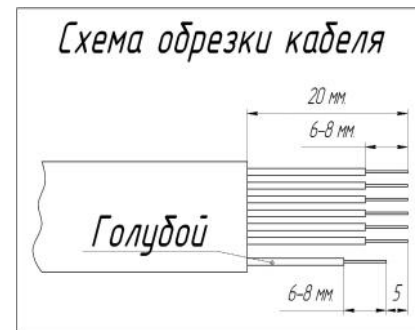 Схема обрезки кабеля
20 мм.
6-8 мм.
Голубой
6-8 мм.
5